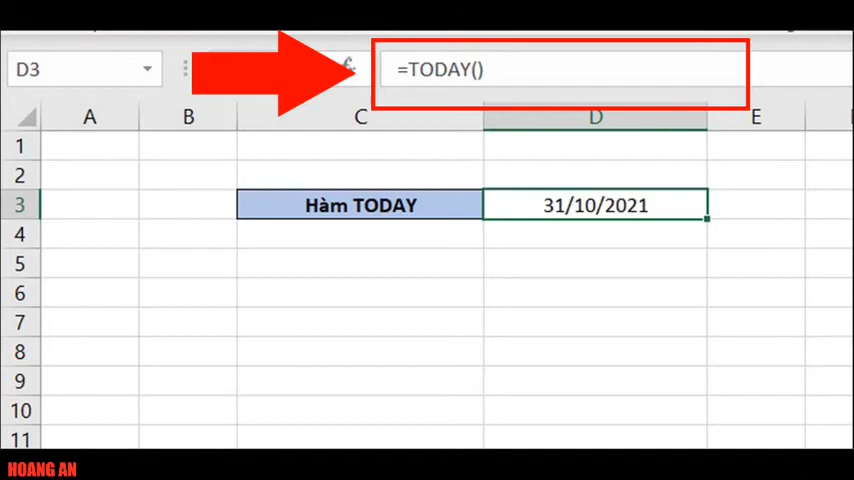 D3
=TODAY()
A B C D E
1
2
3 Hàm TODAY 31/10/2021
4
5
6
7
8
9
10
11
HOANG AN